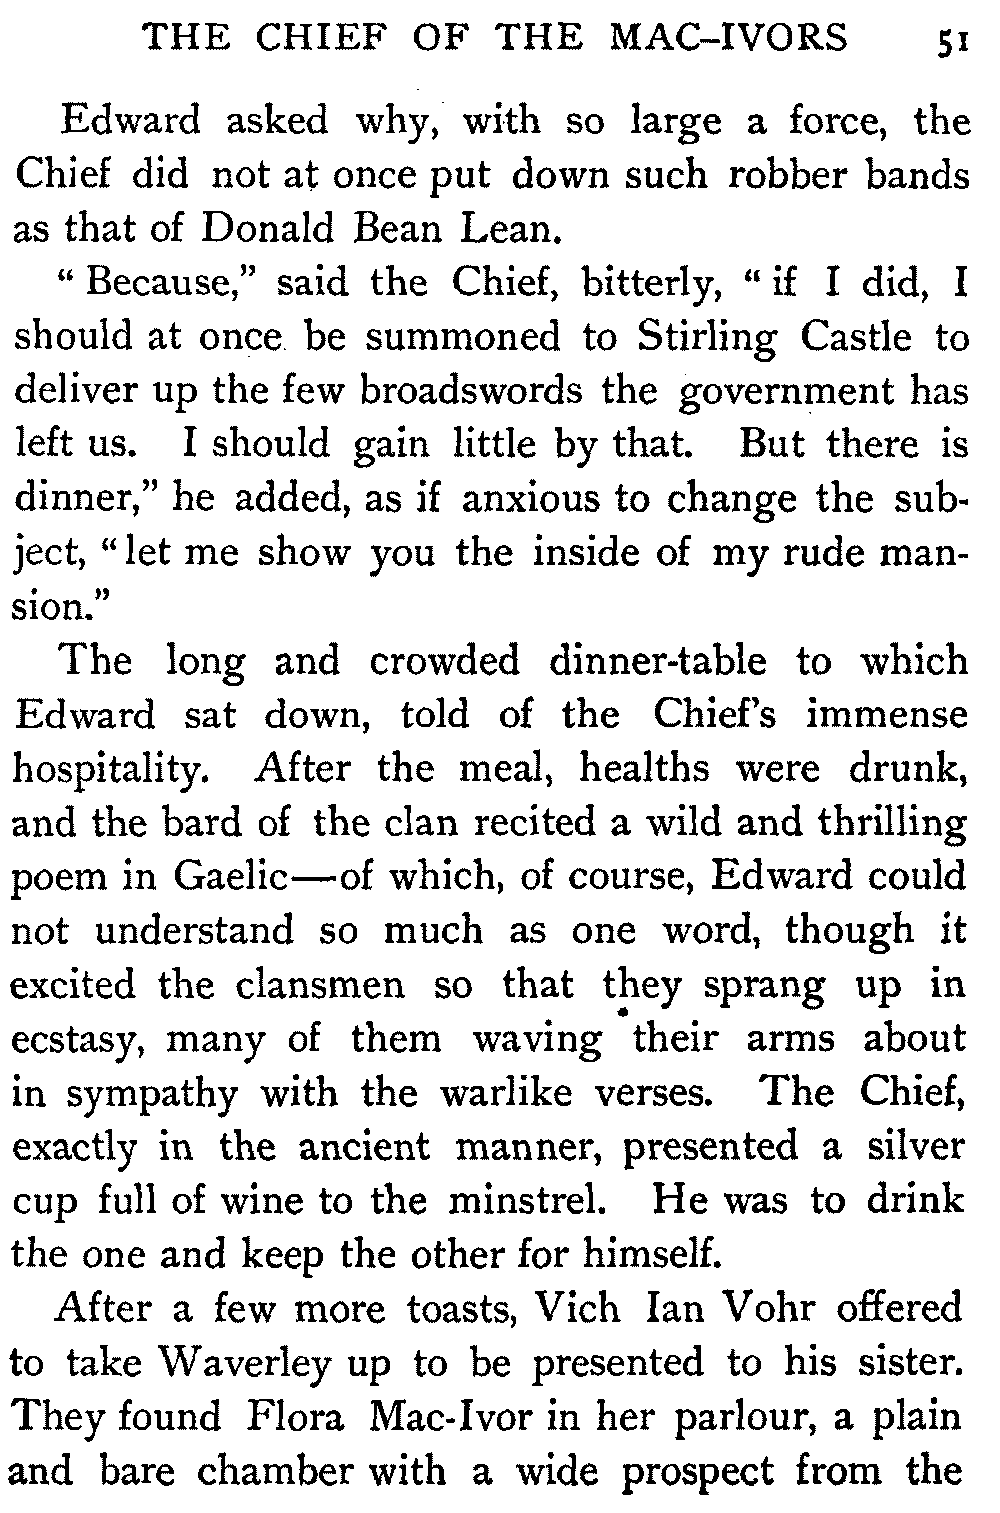 THE CHIEF OF THE MAC-IVORS 51
Edward asked why, with so large a force, the
Chief did not at once put down such robber bands
as that of Donald Bean Lean.
“ Because,” said the Chief, bitterly, “ if I did, I
should at once be summoned to Stirling Castle to
deliver up the few broadswords the government has
left us. I should gain little by that. But there is
dinner,” he added, as if anxious to change the sub-
ject, “ let me show you the inside of my rude man-
sion.”
The long and crowded dinner-table to which
Edward sat down, told of the Chief’s immense
hospitality. After the meal, healths were drunk,
and the bard of the clan recited a wild and thrilling
poem in Gaelic—of which, of course, Edward could
not understand so much as one word, though it
excited the clansmen so that they sprang up in
ecstasy, many of them waving their arms about
in sympathy with the warlike verses. The Chief,
exactly in the ancient manner, presented a silver
cup full of wine to the minstrel. He was to drink
the one and keep the other for himself.
After a few more toasts, Vich Ian Vohr offered
to take Waverley up to be presented to his sister.
They found Flora Mac-Ivor in her parlour, a plain
and bare chamber with a wide prospect from the